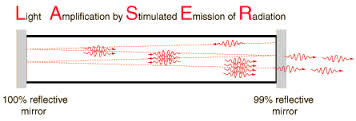 Light Amplification by Stimulated Emission of Radiation
100% reflective
mirror
99% reflective
mirror